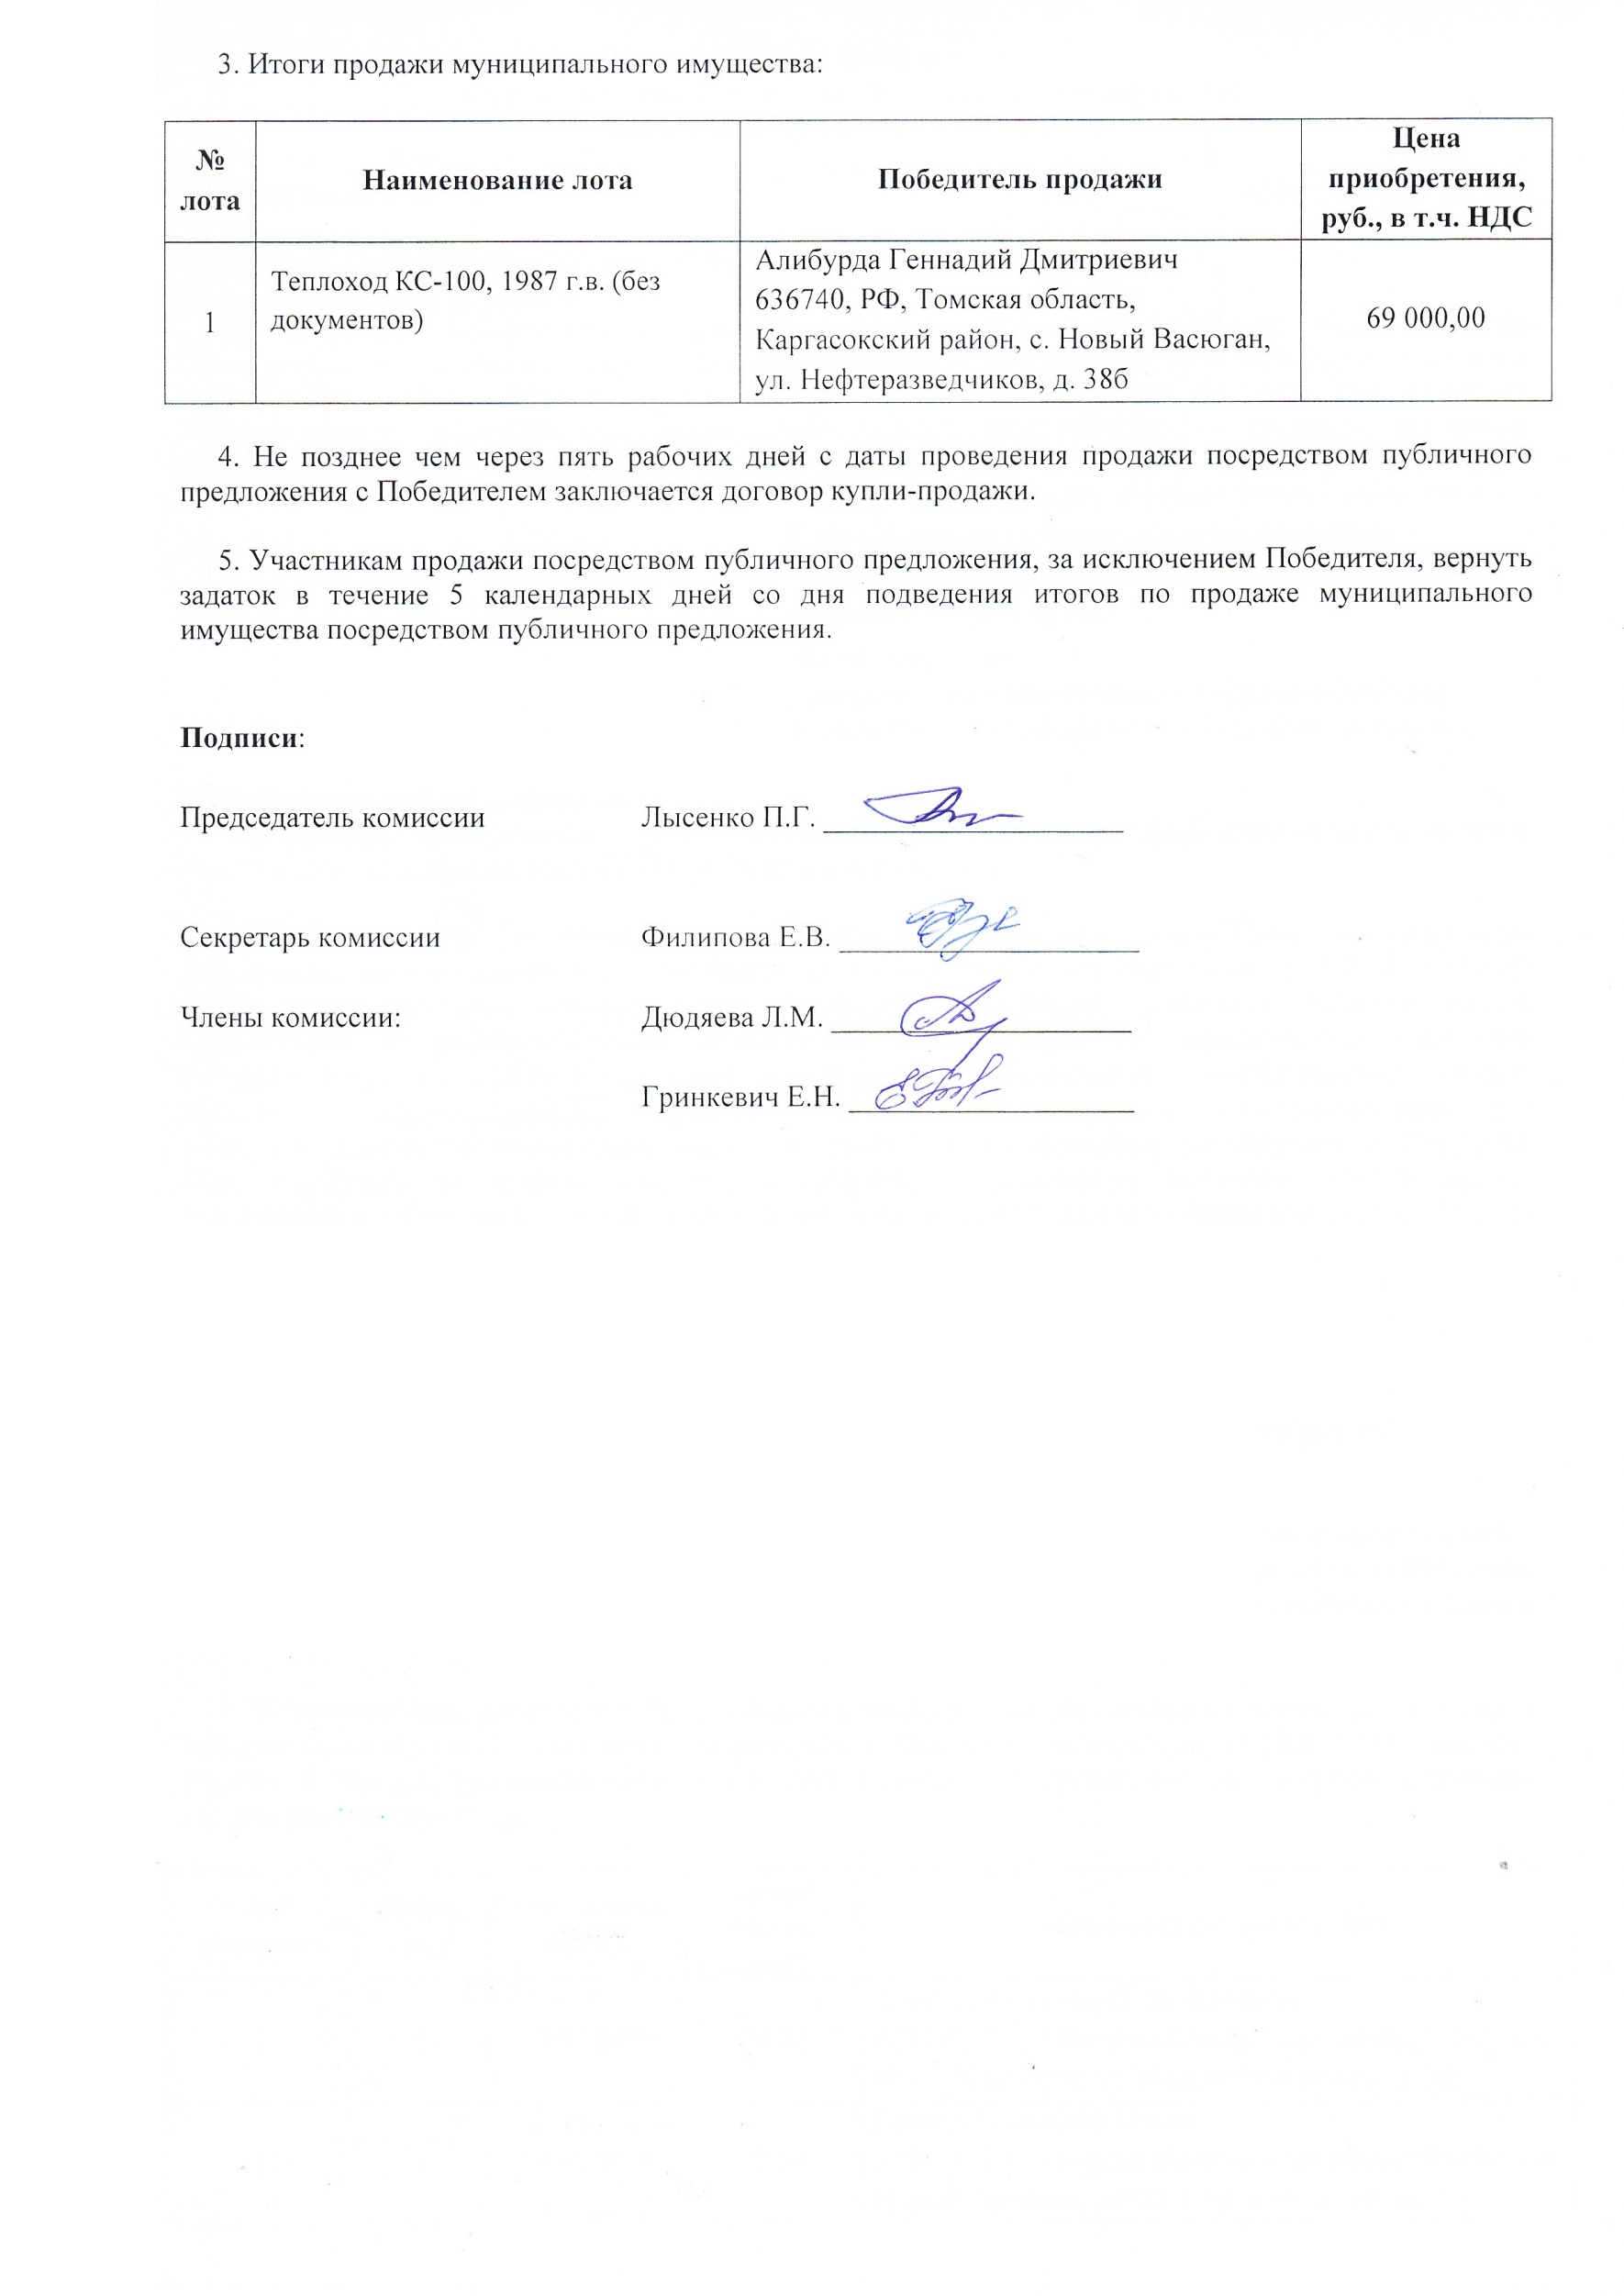 3. Итоги продажи муниципального имущества:
№ лота
Наименование лота
Победитель продажи
Цена приобретения, руб., в т.ч. НДС
1
Теплоход КС-100, 1987 г.в. (без
документов)
Алибурда Геннадий Дмитриевич
636740, РФ, Томская область,
Каргасокский район, с. Новый Васюган,
ул. Нефтеразведчиков, д. 38б
69 000,00
4. Не позднее чем через пять рабочих дней с даты проведения продажи посредством публичного
предложения с Победителем заключается договор купли-продажи.
5. Участникам продажи посредством публичного предложения, за исключением Победителя, вернуть
задаток в течение 5 календарных дней со дня подведения итогов по продаже муниципального
имущества посредством публичного предложения.
Подписи:
Председатель комиссии Лысенко П.Г.
Секретарь комиссии Филипова Е.В.
Члены комиссии: Дюдяева Л.М.
Гринкевич Е.Н.